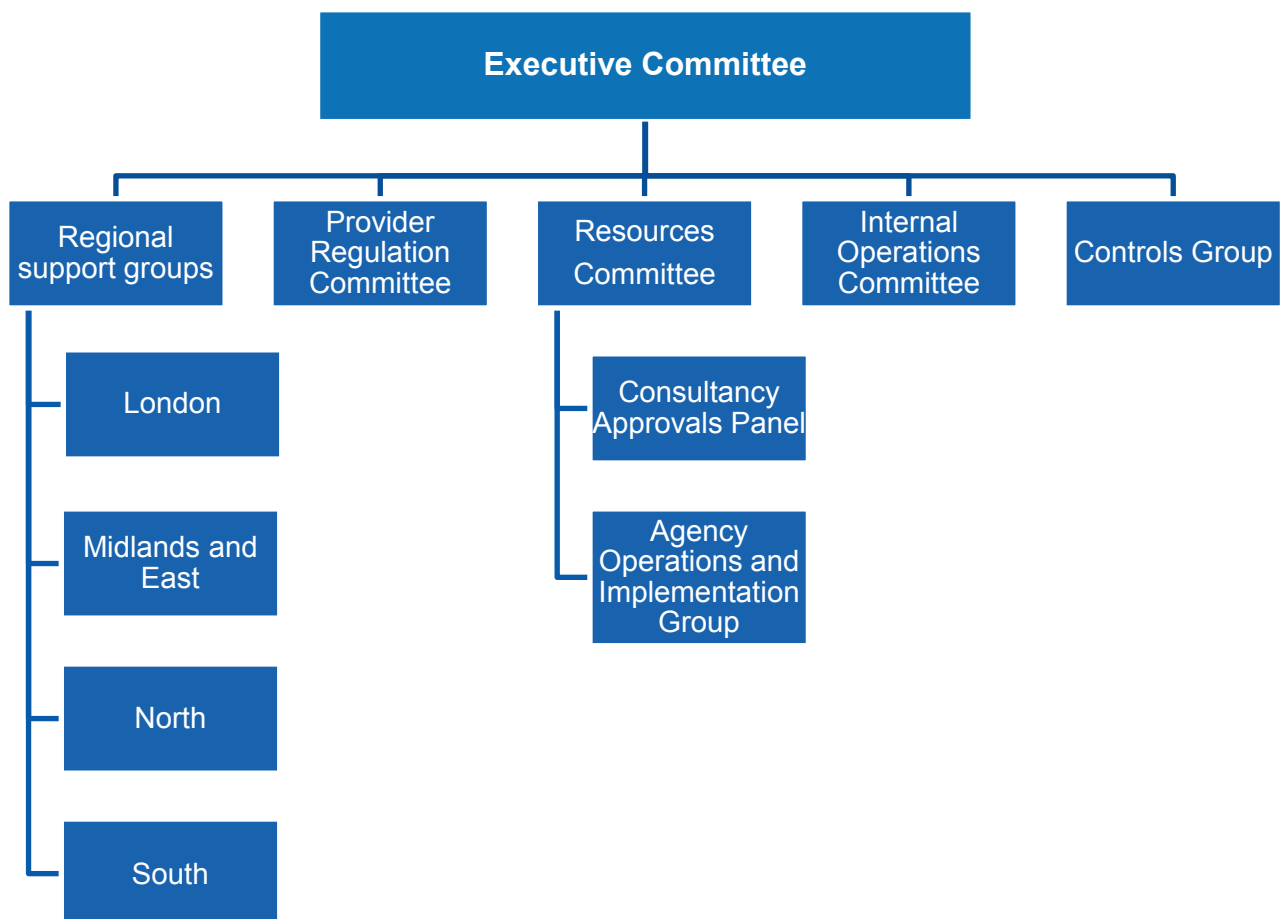 Executive Committee
Regional
support groups
Provider
Regulation
Committee
Resources
Committee
Internal
Operations
Committee
Controls Group
London
Midlands and
East
North
South
Consultancy
Approvals Panel
Agency
Operations and
Implementation
Group